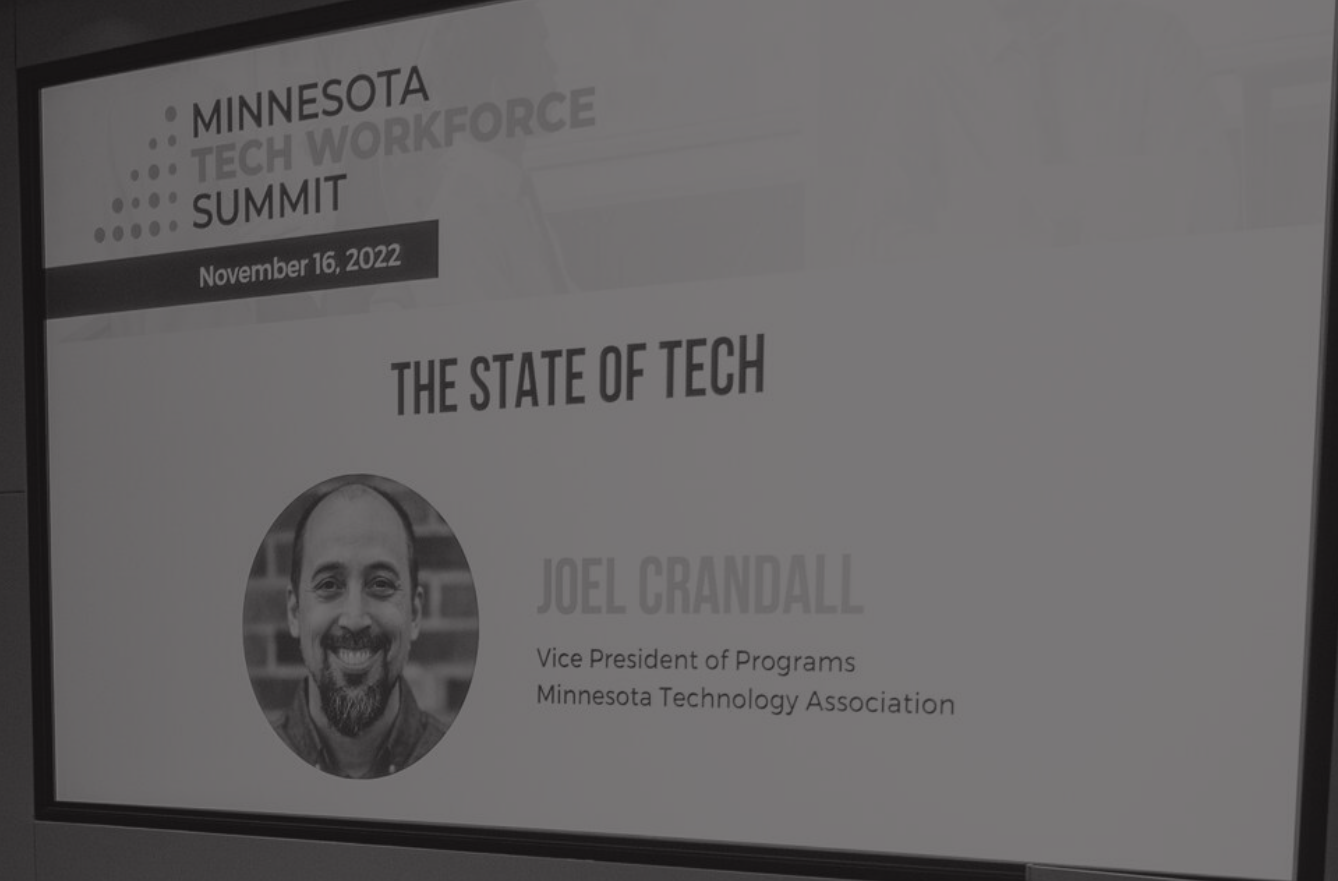 MINNESOTA
TECH WORKFORCE
SUMMIT
November 16, 2022
THE STATE OF TECH
JOEL CRANDALL
Vice President of Programs
Minnesota Technology Association